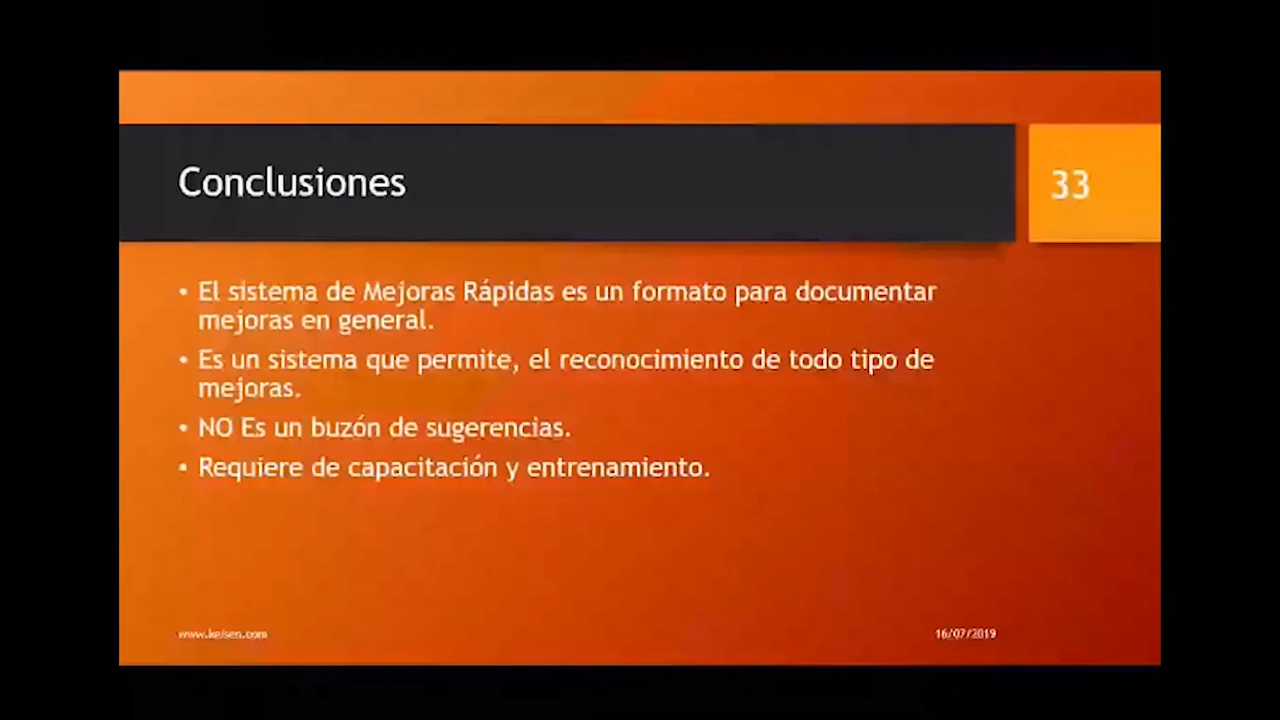 Conclusiones
33
• El sistema de Mejoras Rápidas es un formato para documentar
mejoras en general.
• Es un sistema que permite, el reconocimiento de todo tipo de
mejoras.
• NO Es un buzón de sugerencias.
• Requiere de capacitación y entrenamiento.
www.keisen.com
16/07/2019